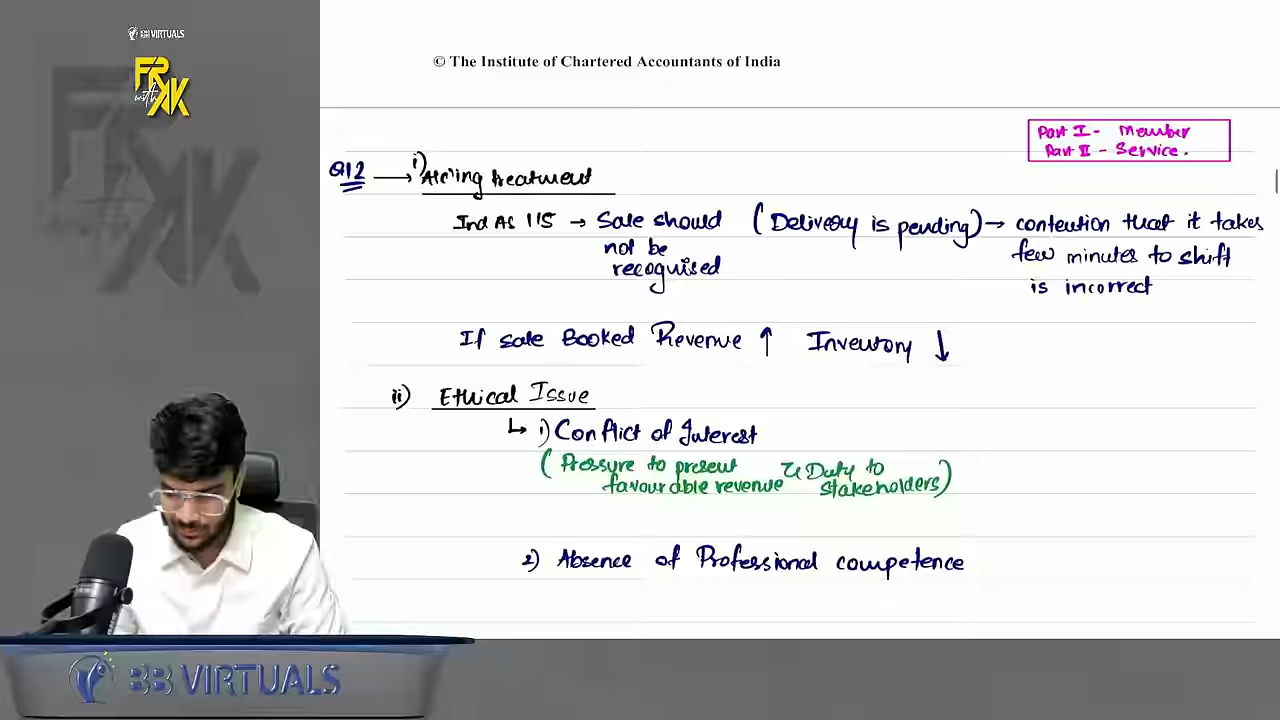 BB VIRTUALS
FR
with
KK
© The Institute of Chartered Accountants of India
Part I - Member
Part II - Service.
Q12 → i) Acc'ing treatment
Ind AS 115 → Sale should (Delivery is pending) → contention that it takes
not be few minutes to shift
recognised is incorrect
If sale Booked Revenue ↑ Inventory ↓
ii) Ethical Issue
↳ 1) Conflict of Interest
(Pressure to present & Duty to
favourable revenue stakeholders)
2) Absence of Professional competence
BB VIRTUALS